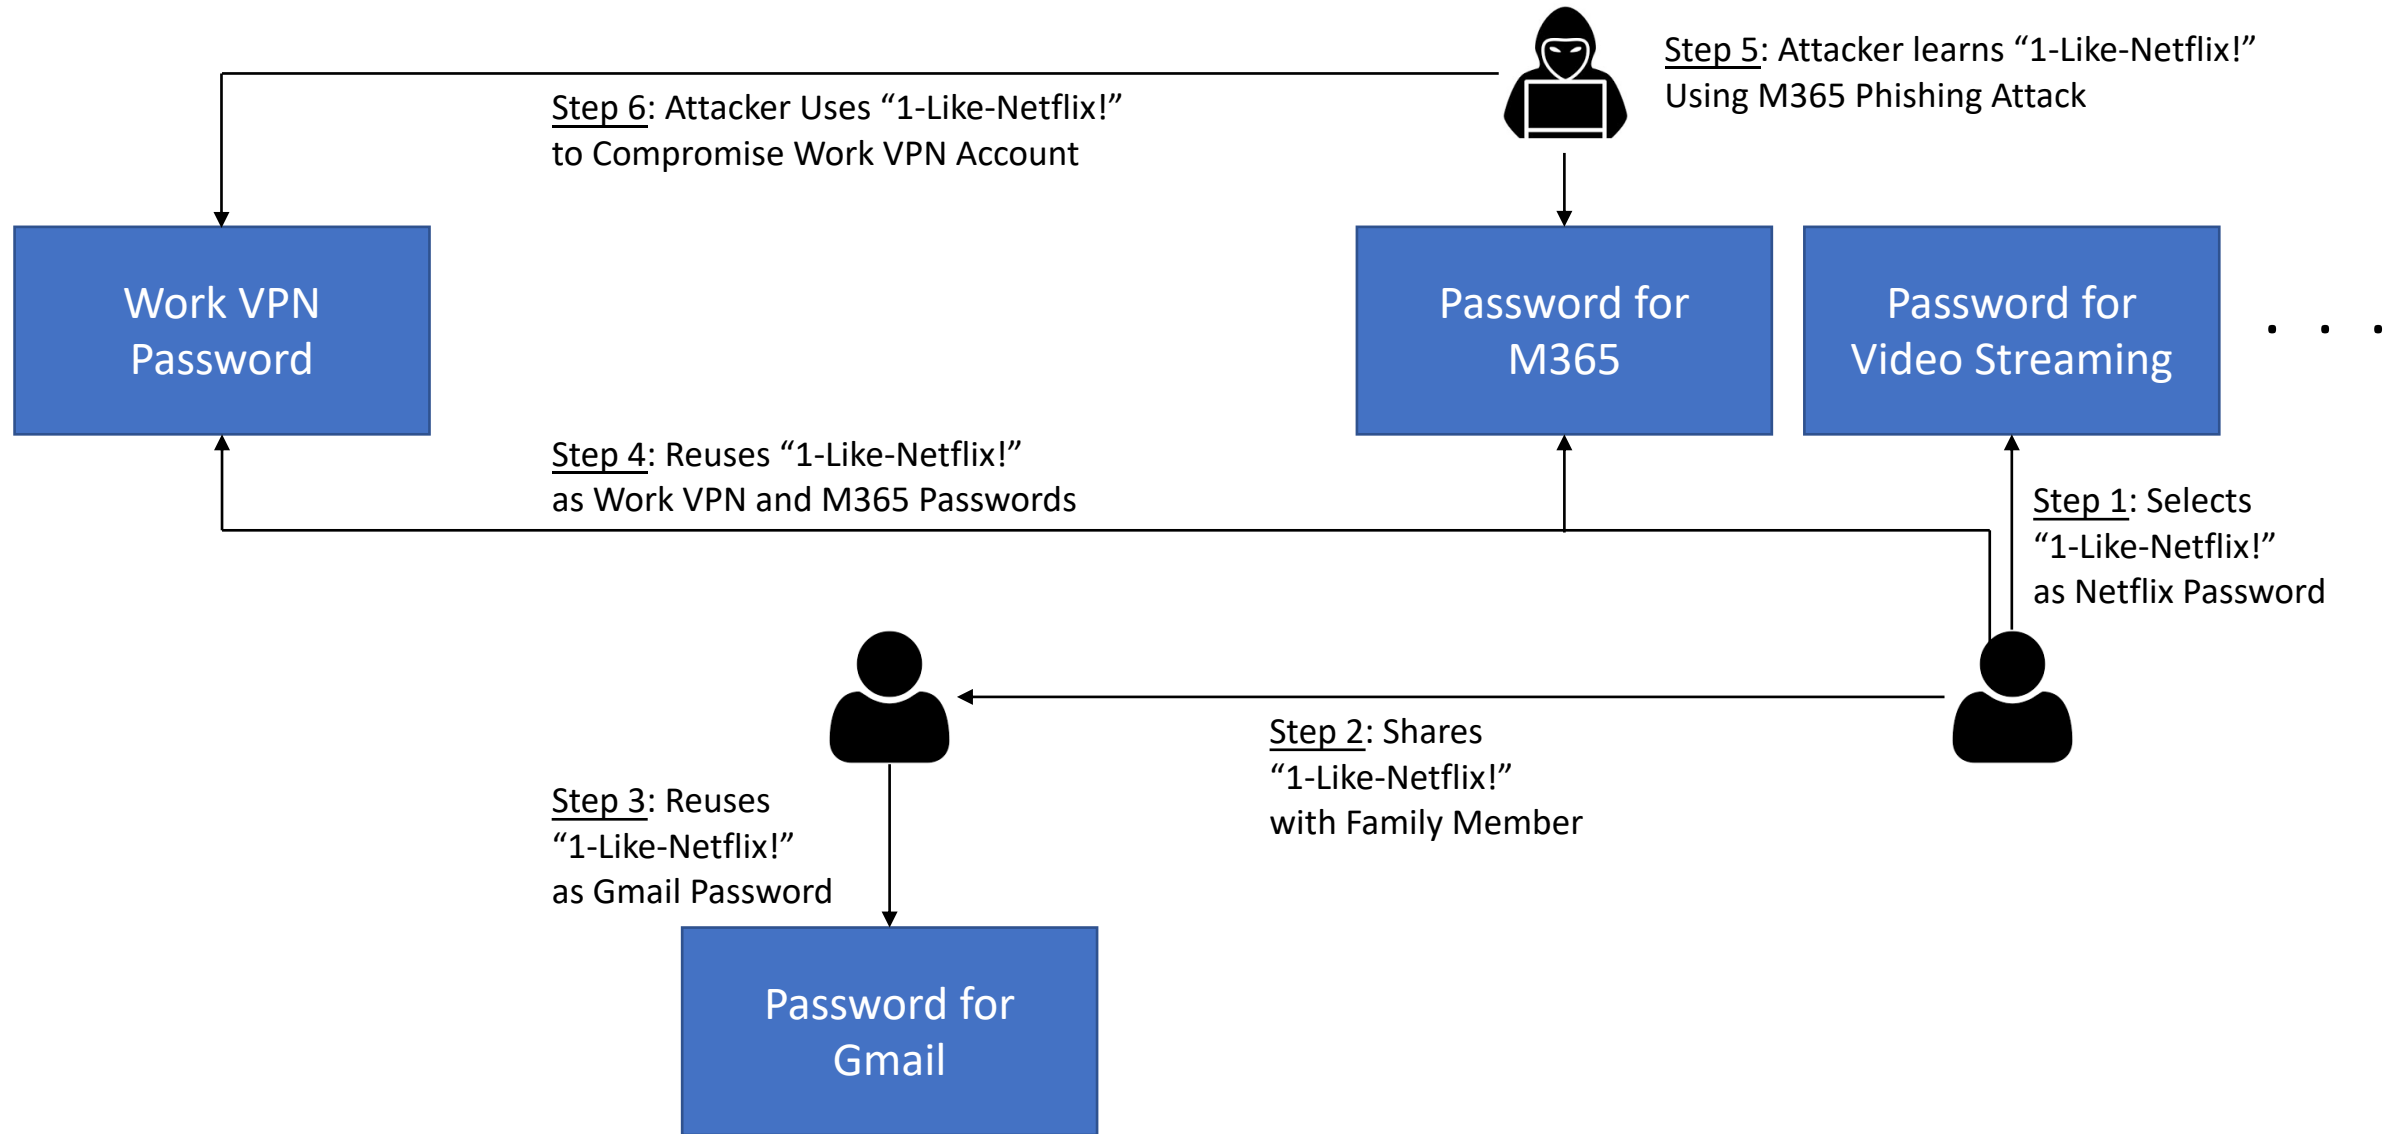 Step 5: Attacker learns “1-Like-Netflix!”
Using M365 Phishing Attack
Step 6: Attacker Uses “1-Like-Netflix!”
to Compromise Work VPN Account
Work VPN
Password
Password for
M365
Password for
Video Streaming
. . .
Step 4: Reuses “1-Like-Netflix!”
as Work VPN and M365 Passwords
Step 1: Selects
“1-Like-Netflix!”
as Netflix Password
Step 2: Shares
“1-Like-Netflix!”
with Family Member
Step 3: Reuses
“1-Like-Netflix!”
as Gmail Password
Password for
Gmail